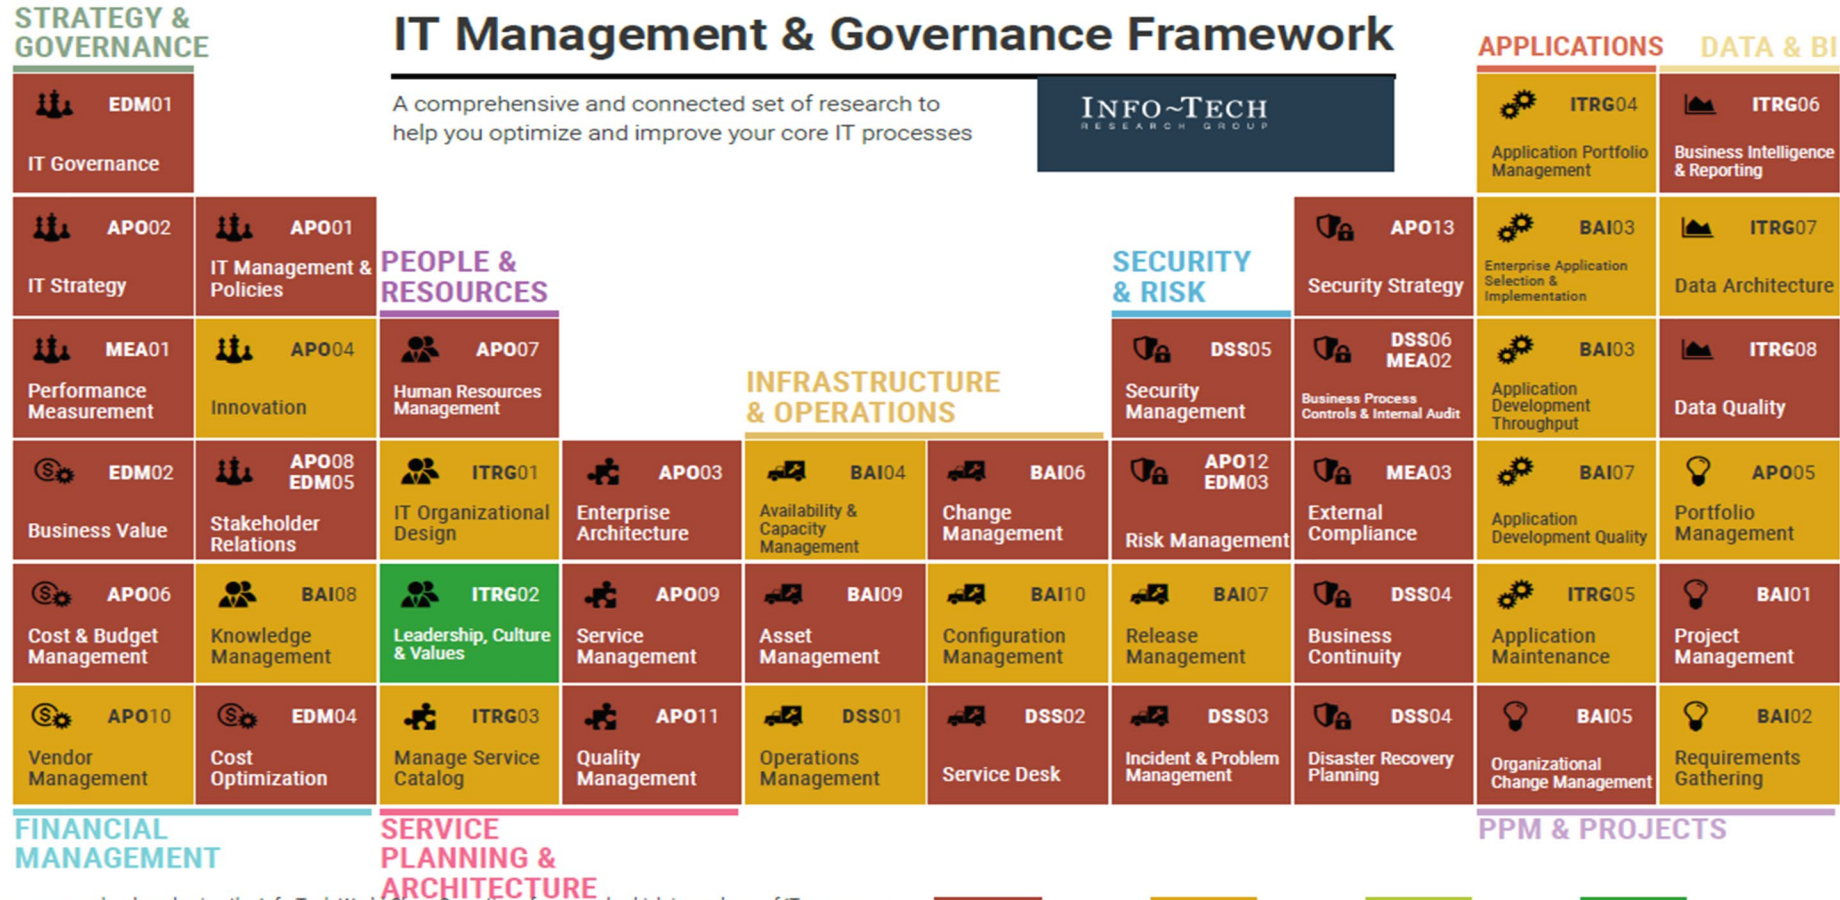 STRATEGY &
GOVERNANCE
IT Management & Governance Framework
A comprehensive and connected set of research to
help you optimize and improve your core IT processes
INFO~TECH
RESEARCH GROUP
APPLICATIONS
DATA & BI
EDM01
IT Governance
ITRG04
Application Portfolio
Management
ITRG06
Business Intelligence
& Reporting
APO02
IT Strategy
APO01
IT Management &
Policies
PEOPLE &
RESOURCES
SECURITY
& RISK
APO13
Security Strategy
BAI03
Enterprise Application
Selection &
Implementation
ITRG07
Data Architecture
MEA01
Performance
Measurement
APO04
Innovation
APO07
Human Resources
Management
INFRASTRUCTURE
& OPERATIONS
DSS05
Security
Management
DSS06
MEA02
Business Process
Controls & Internal Audit
BAI03
Application
Development
Throughput
ITRG08
Data Quality
EDM02
Business Value
APO08
EDM05
Stakeholder
Relations
ITRG01
IT Organizational
Design
APO03
Enterprise
Architecture
BAI04
Availability &
Capacity
Management
BAI06
Change
Management
APO12
EDM03
Risk Management
MEA03
External
Compliance
BAI07
Application
Development Quality
APO05
Portfolio
Management
APO06
Cost & Budget
Management
BAI08
Knowledge
Management
ITRG02
Leadership, Culture
& Values
APO09
Service
Management
BAI09
Asset
Management
BAI10
Configuration
Management
BAI07
Release
Management
DSS04
Business
Continuity
ITRG05
Application
Maintenance
BAI01
Project
Management
APO10
Vendor
Management
EDM04
Cost
Optimization
ITRG03
Manage Service
Catalog
APO11
Quality
Management
DSS01
Operations
Management
DSS02
Service Desk
DSS03
Incident & Problem
Management
DSS04
Disaster Recovery
Planning
BAI05
Organizational
Change Management
BAI02
Requirements
Gathering
FINANCIAL
MANAGEMENT
SERVICE
PLANNING &
ARCHITECTURE
PPM & PROJECTS